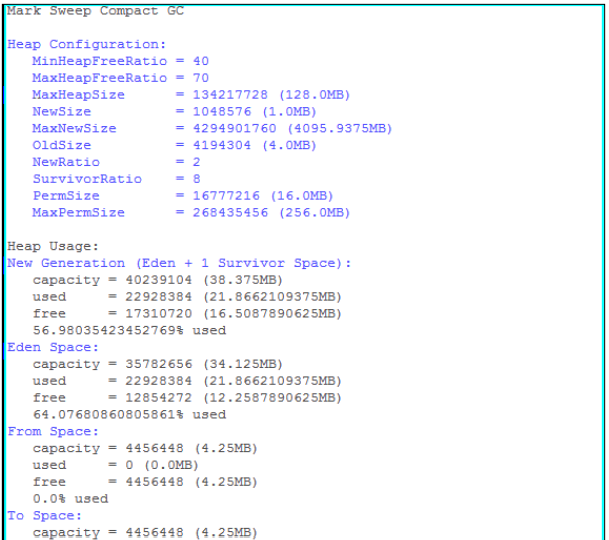 Mark Sweep Compact GC
Heap Configuration:
MinHeapFreeRatio = 40
MaxHeapFreeRatio = 70
MaxHeapSize = 134217728 (128.0MB)
NewSize = 1048576 (1.0MB)
MaxNewSize = 4294901760 (4095.9375MB)
OldSize = 4194304 (4.0MB)
NewRatio = 2
SurvivorRatio = 8
PermSize = 16777216 (16.0MB)
MaxPermSize = 268435456 (256.0MB)
Heap Usage:
New Generation (Eden + 1 Survivor Space):
capacity = 40239104 (38.375MB)
used = 22928384 (21.8662109375MB)
free = 17310720 (16.5087890625MB)
56.98035423452769% used
Eden Space:
capacity = 35782656 (34.125MB)
used = 22928384 (21.8662109375MB)
free = 12854272 (12.2587890625MB)
64.07680860805861% used
From Space:
capacity = 4456448 (4.25MB)
used = 0 (0.0MB)
free = 4456448 (4.25MB)
0.0% used
To Space:
capacity = 4456448 (4.25MB)